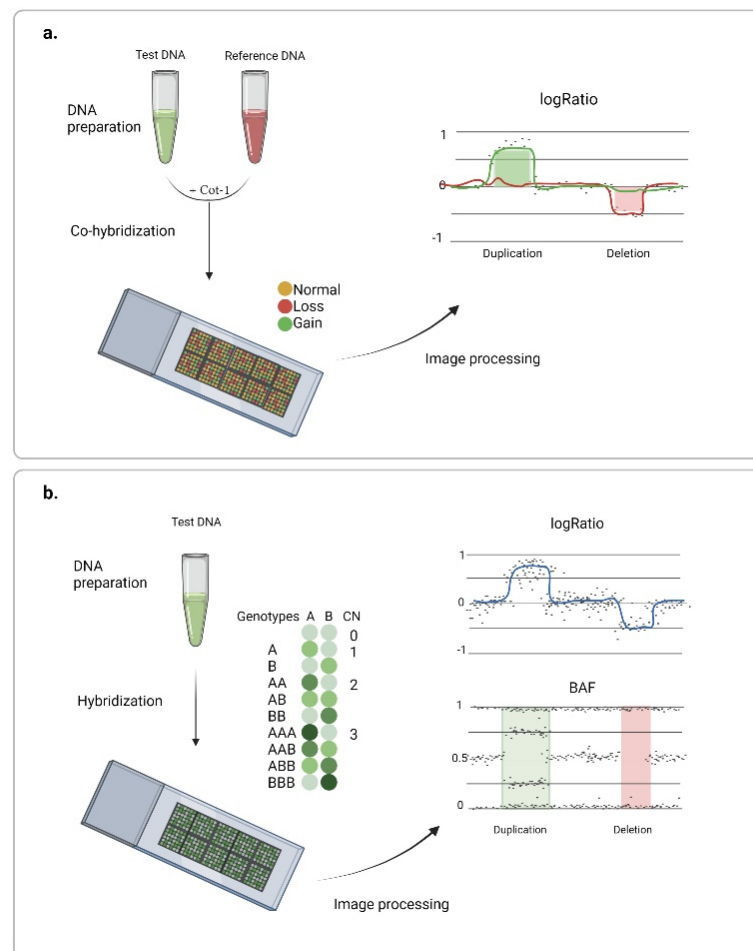 a.
Test DNA
Reference DNA
DNA
preparation
+ Cot-1
Co-hybridization
Normal
Loss
Gain
logRatio
1
0
-1
Duplication
Deletion
Image processing
b.
Test DNA
DNA
preparation
Hybridization
Genotypes A B CN
0
A 1
B
AA 2
AB
BB
AAA 3
AAB
ABB
BBB
logRatio
1
0
-1
BAF
1
0.5
0
Duplication
Deletion
Image processing